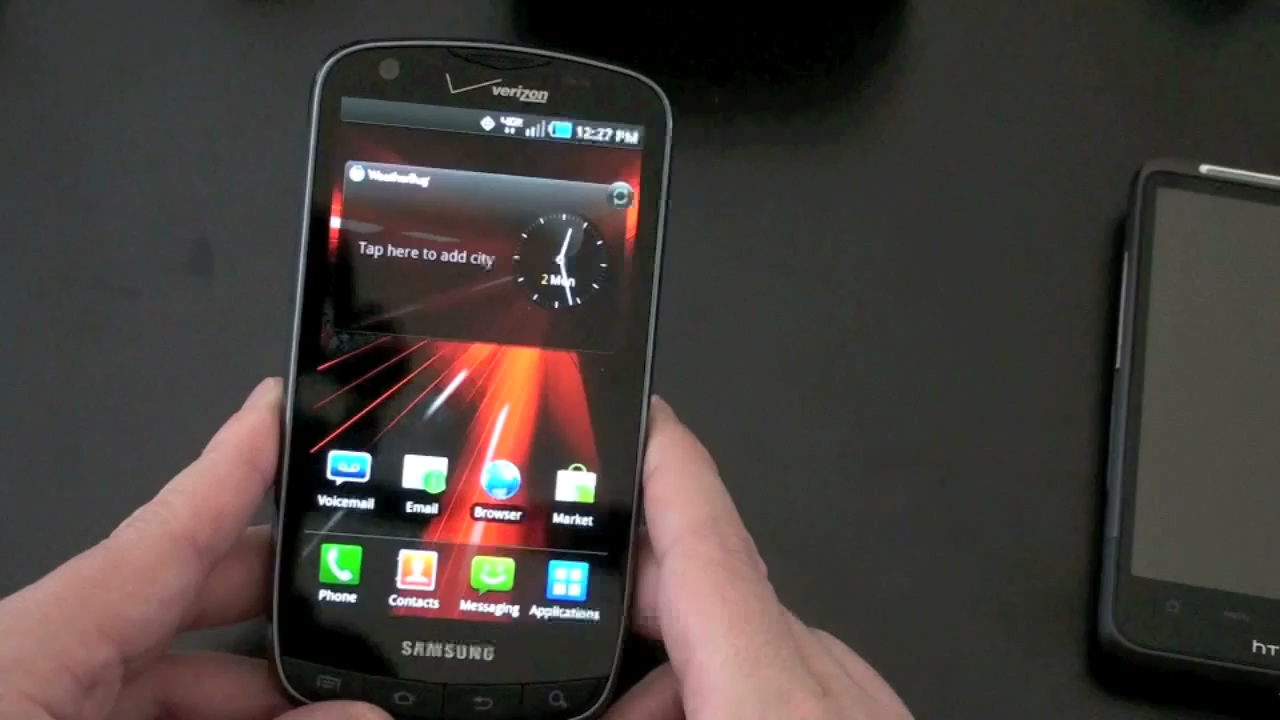 verizon
4G
12:27 PM
WeatherBug
Tap here to add city
2 Mon
Voicemail
Email
Browser
Market
Phone
Contacts
Messaging
Applications
SAMSUNG